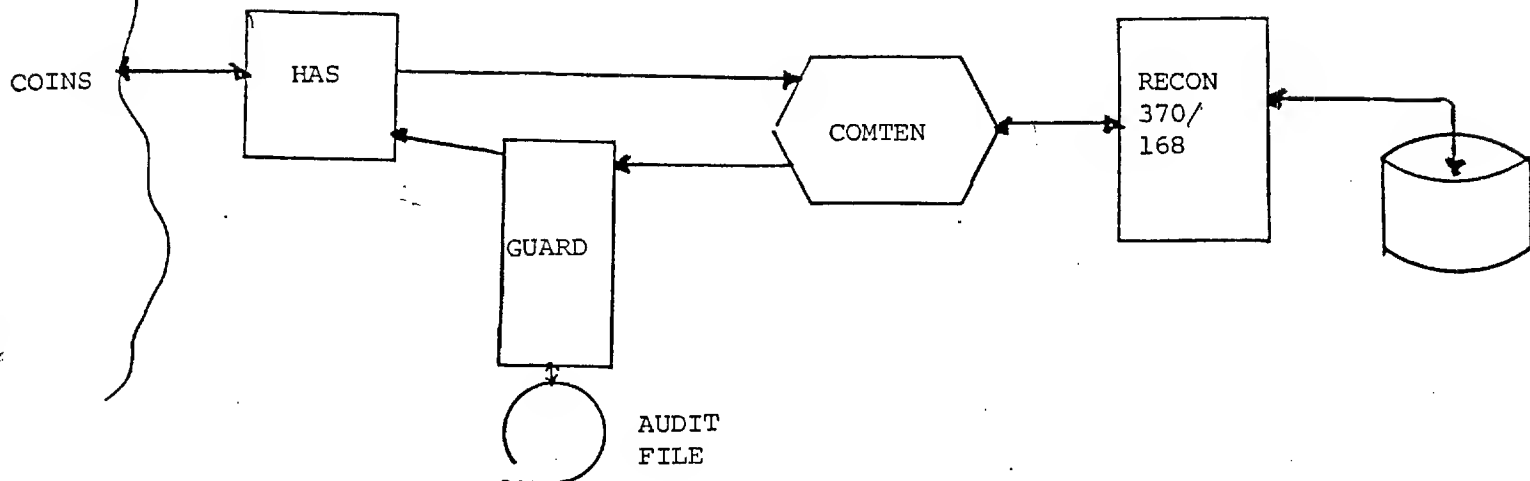 COINS
HAS
COMTEN
RECON
370/
168
GUARD
AUDIT
FILE